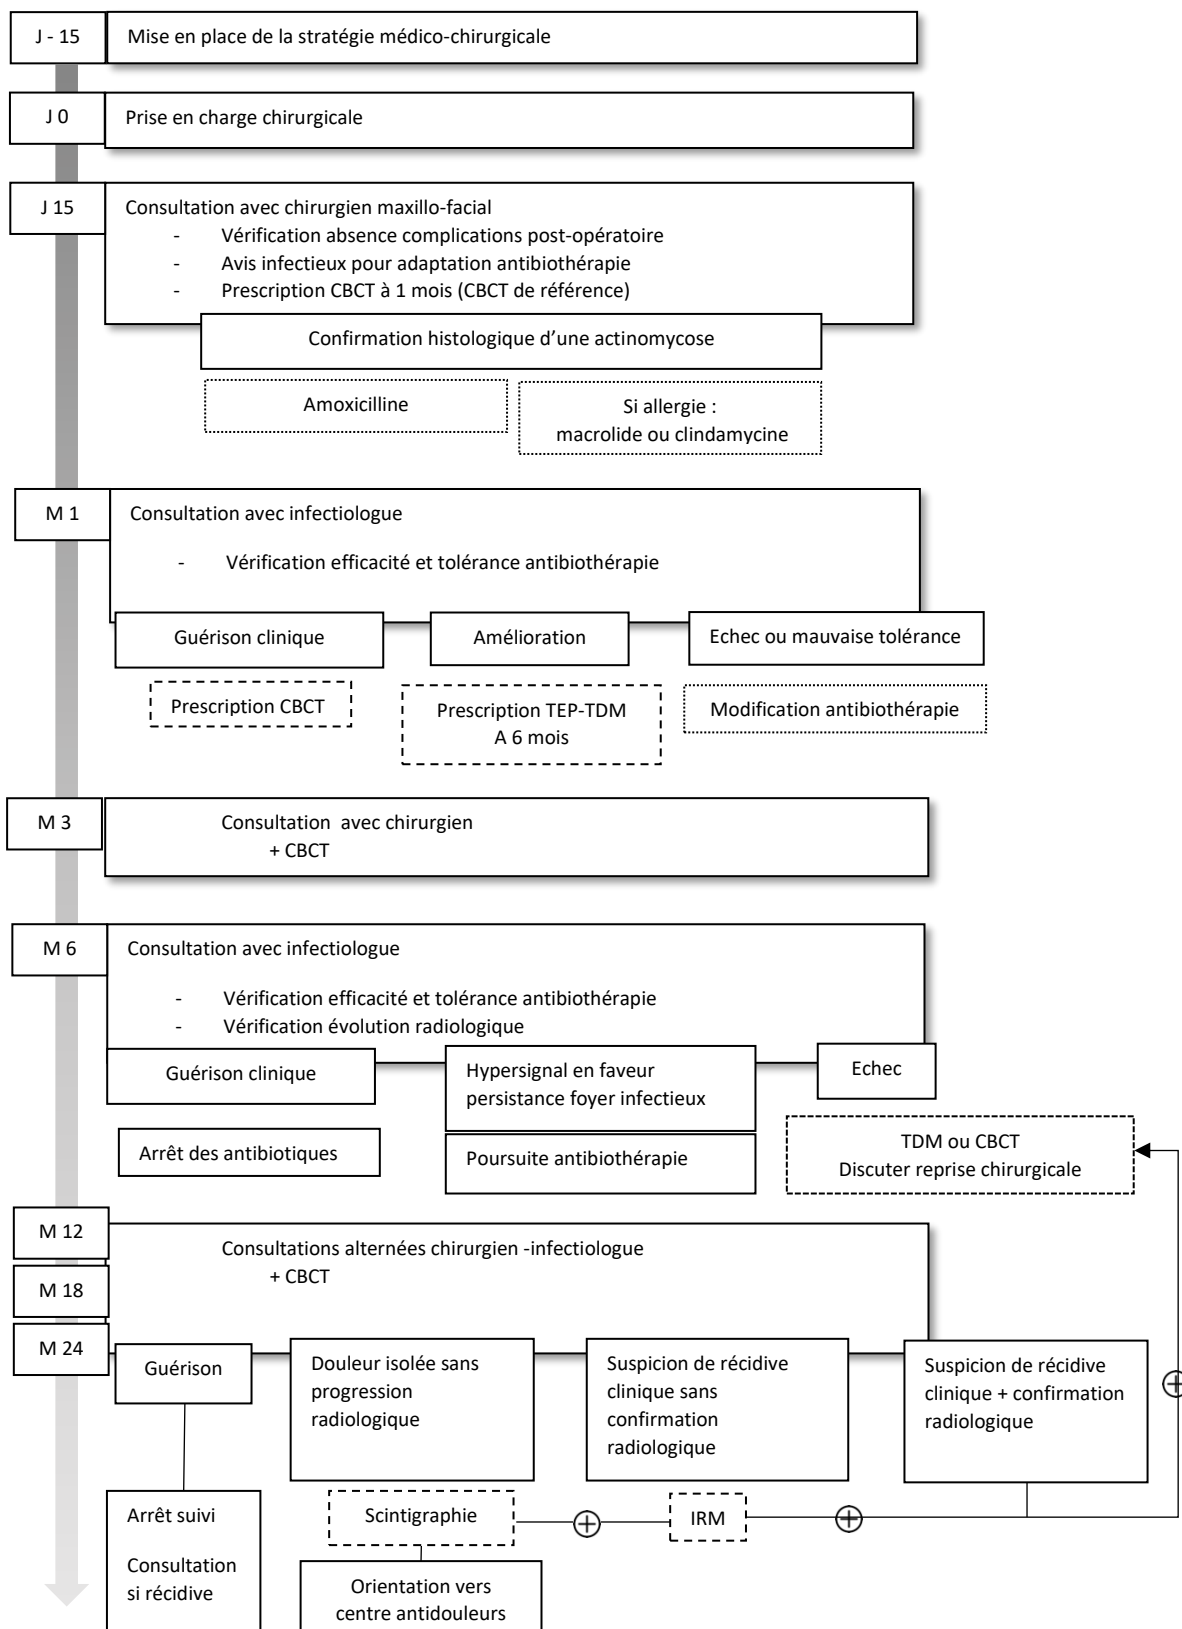 J - 15
Mise en place de la stratégie médico-chirurgicale
J 0
Prise en charge chirurgicale
J 15
Consultation avec chirurgien maxillo-facial
- Vérification absence complications post-opératoire
- Avis infectieux pour adaptation antibiothérapie
- Prescription CBCT à 1 mois (CBCT de référence)
Confirmation histologique d’une actinomycose
Amoxicilline
Si allergie :
macrolide ou clindamycine
M 1
Consultation avec infectiologue
- Vérification efficacité et tolérance antibiothérapie
Guérison clinique
Amélioration
Echec ou mauvaise tolérance
Prescription CBCT
Prescription TEP-TDM
A 6 mois
Modification antibiothérapie
M 3
Consultation avec chirurgien
+ CBCT
M 6
Consultation avec infectiologue
- Vérification efficacité et tolérance antibiothérapie
- Vérification évolution radiologique
Guérison clinique
Hypersignal en faveur
persistance foyer infectieux
Echec
Arrêt des antibiotiques
Poursuite antibiothérapie
TDM ou CBCT
Discuter reprise chirurgicale
M 12
M 18
M 24
Consultations alternées chirurgien -infectiologue
+ CBCT
Guérison
Douleur isolée sans
progression
radiologique
Suspicion de récidive
clinique sans
confirmation
radiologique
Suspicion de récidive
clinique + confirmation
radiologique
Arrêt suivi
Consultation
si récidive
Scintigraphie
IRM
Orientation vers
centre antidouleurs